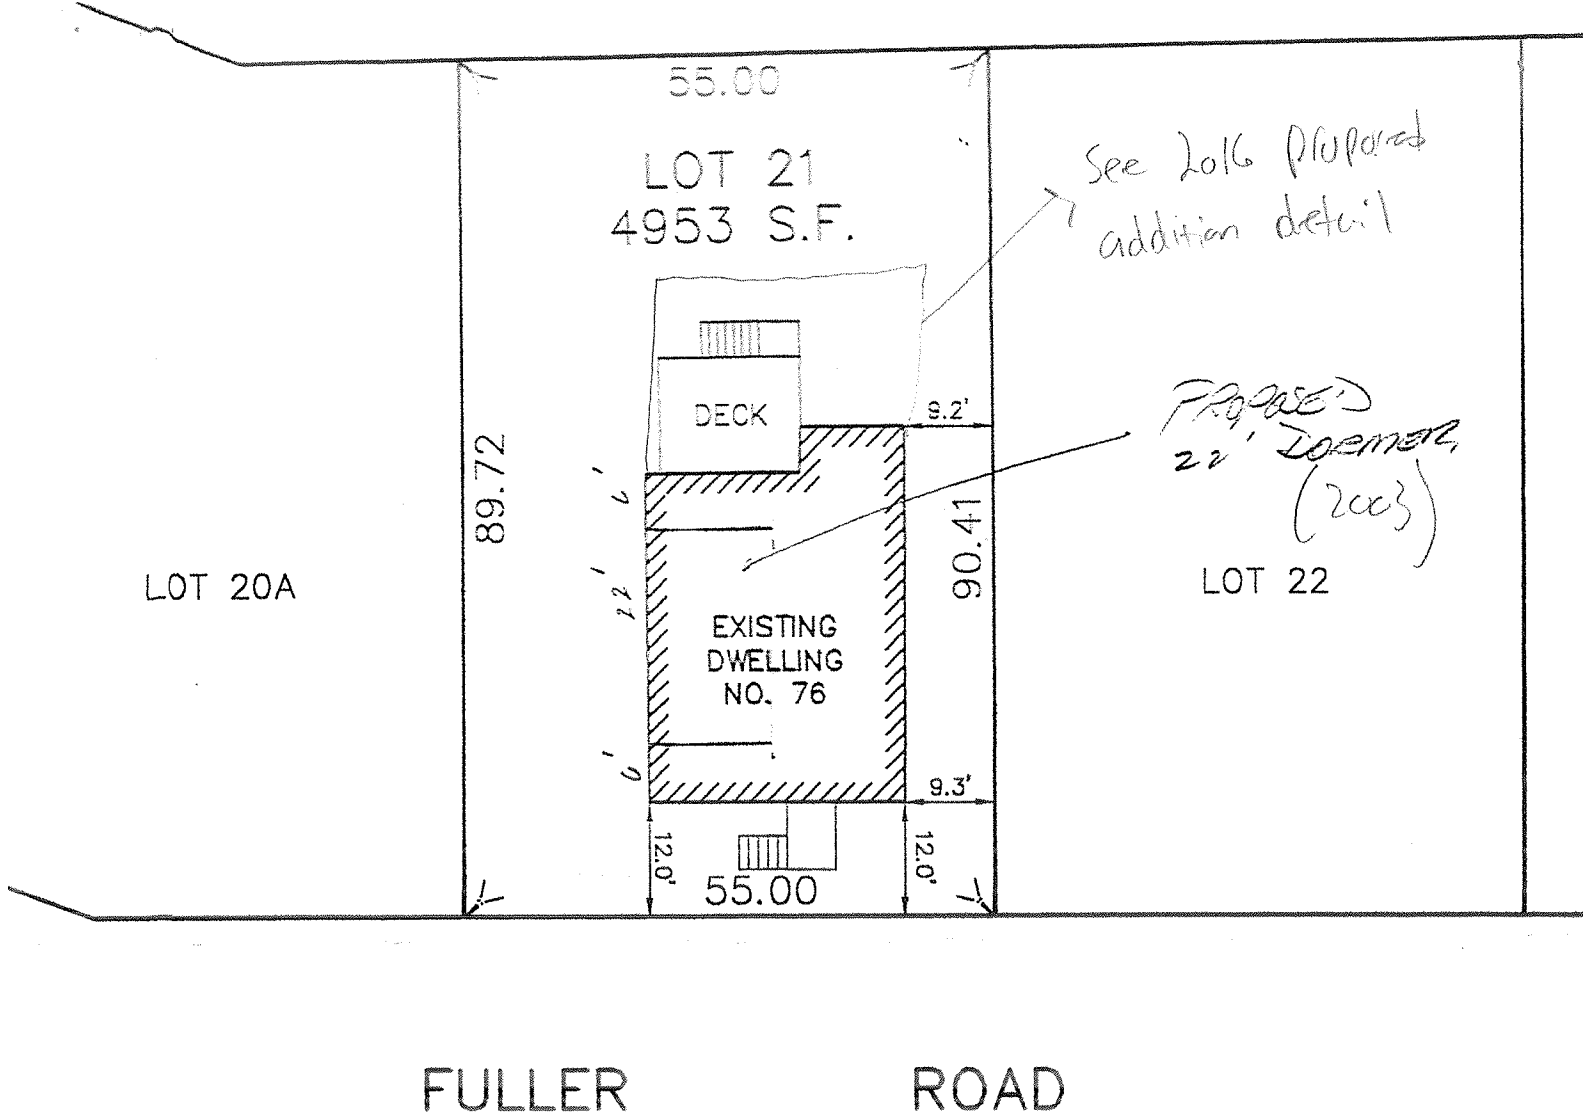 55.00
LOT 21
4953 S.F.
See 2016 proposed
addition detail
DECK
9.2'
PROPOSED
22' DORMER
(2003)
89.72
90.41
6'
22'
6'
LOT 20A
LOT 22
EXISTING
DWELLING
NO. 76
9.3'
12.0'
12.0'
55.00
FULLER ROAD